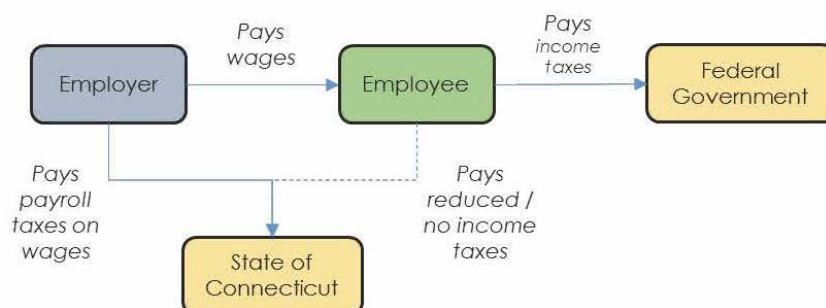 Pays
wages
Pays
income
taxes
Employer
Employee
Federal
Government
Pays
payroll
taxes on
wages
Pays
reduced /
no income
taxes
State of
Connecticut